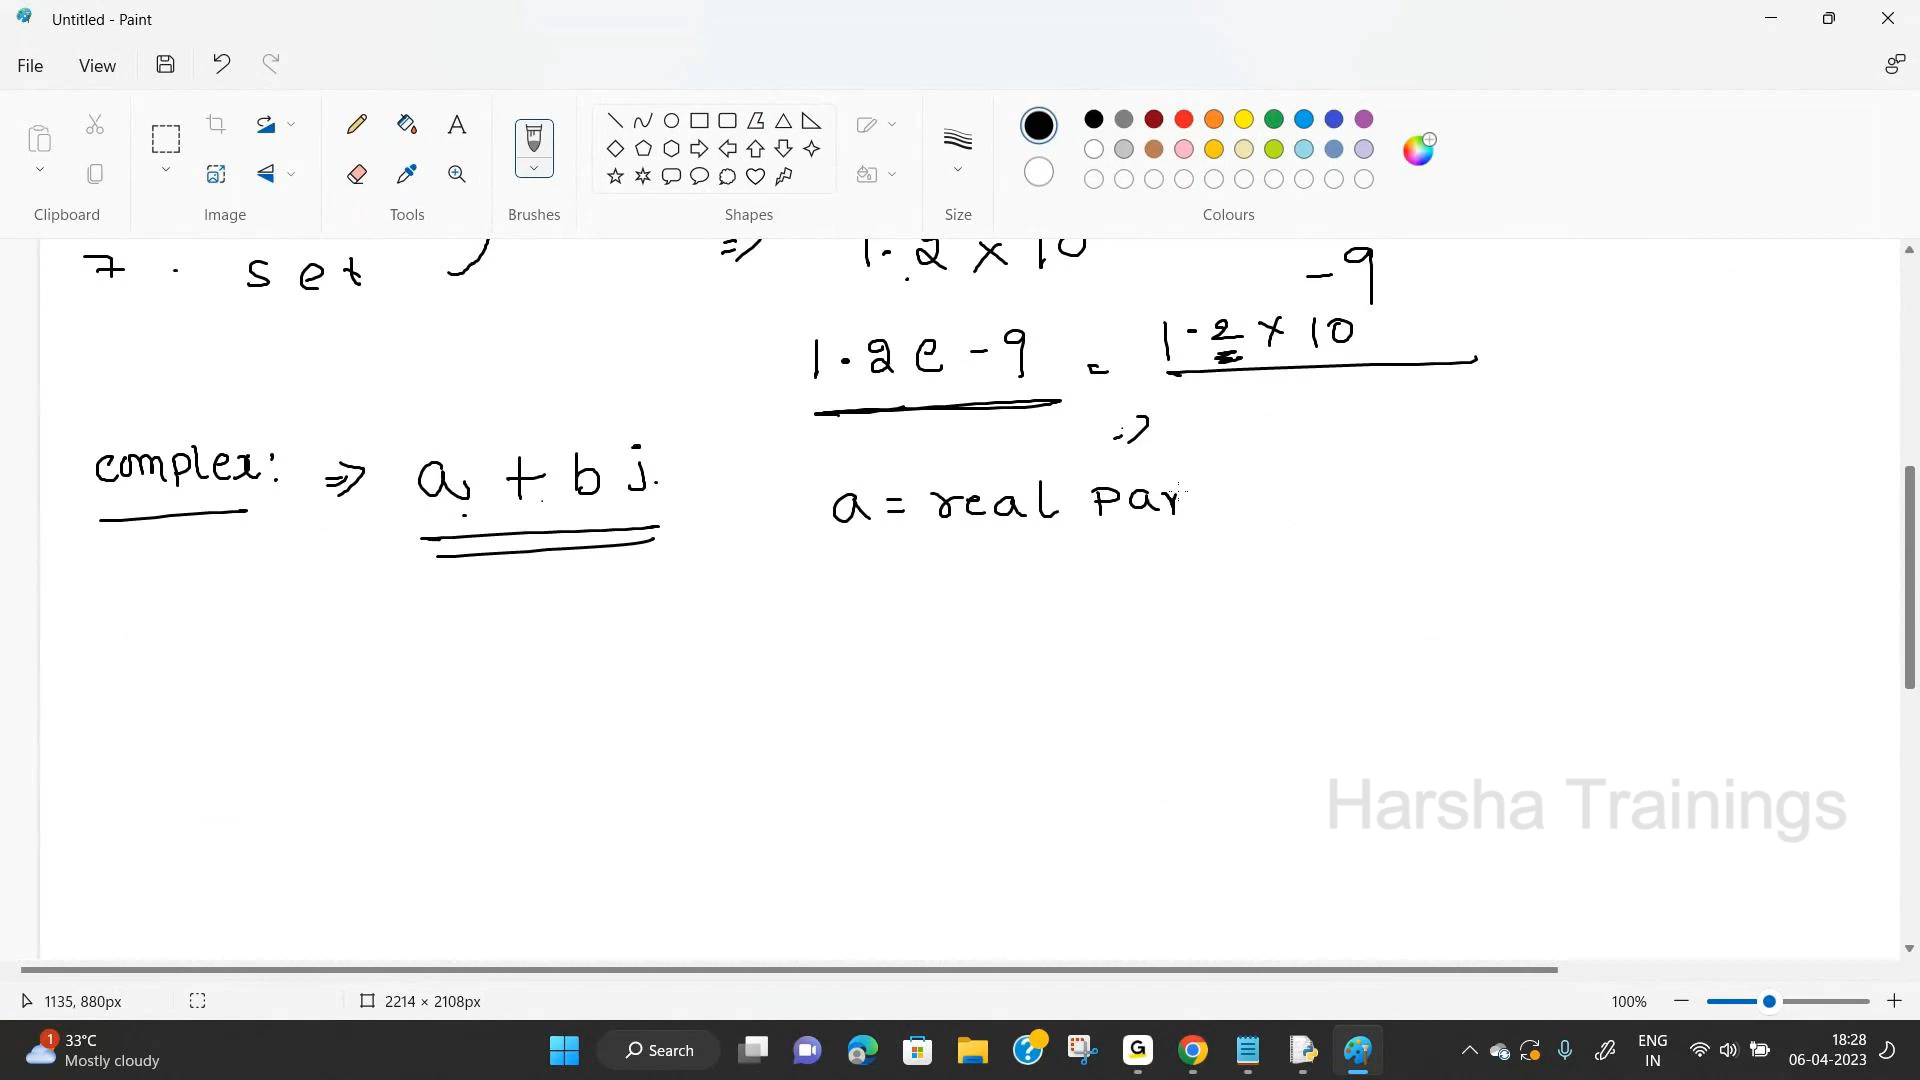 Untitled - Paint
File View
Clipboard Image Tools Brushes Shapes Size Colours
7. set
⇒ 1.2 × 10
-9
1.2e-9 = 1.2 × 10
complex: ⇒ a + bj.
⇒
a = real par
Harsha Trainings
1135, 880px 2214 × 2108px 100%
1 33°C
Mostly cloudy
Search
ENG
IN
18:28
06-04-2023